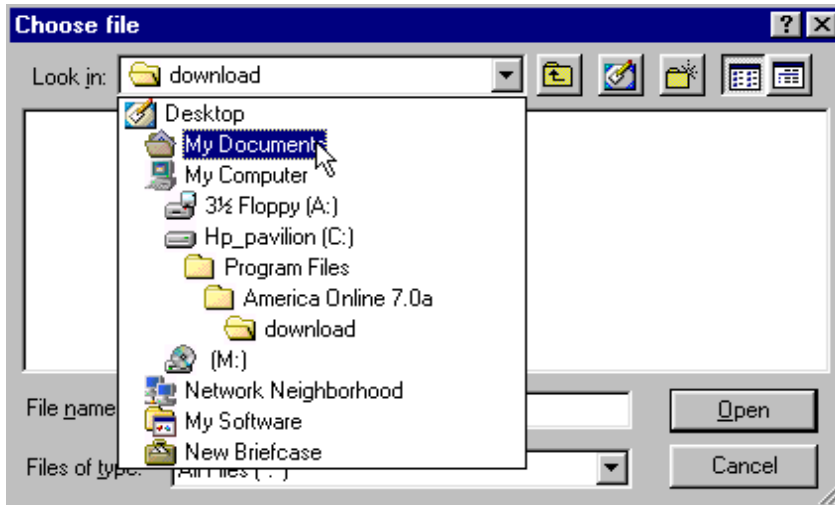 Choose file
Look in: download
Desktop
My Documents
My Computer
3½ Floppy (A:)
Hp_pavilion (C:)
Program Files
America Online 7.0a
download
(M:)
Network Neighborhood
My Software
New Briefcase
File name
Open
Files of type:
Cancel